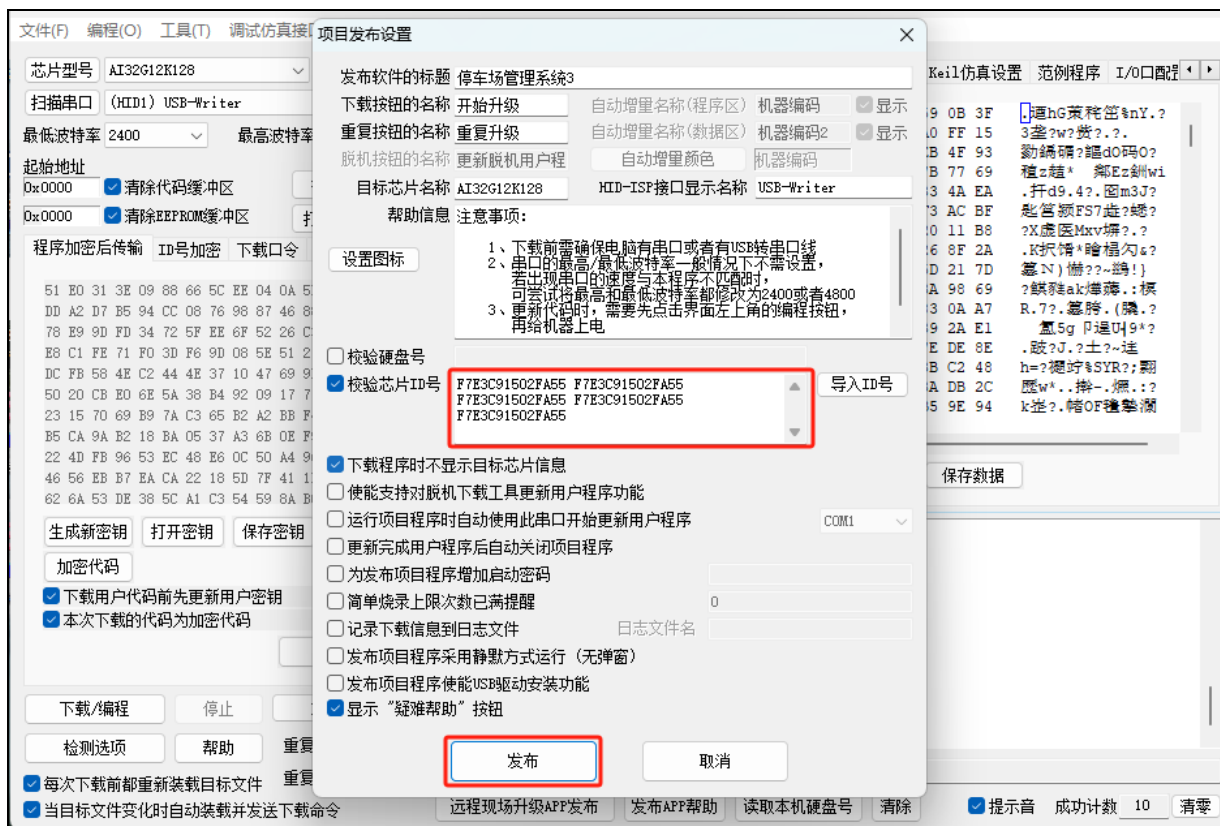 文件(F) 编程(O) 工具(T) 调试仿真接
项目发布设置
芯片型号 AI32G12K128
扫描串口 (HID1) USB-Writer
最低波特率 2400 最高波特率
起始地址
0x0000 清除代码缓冲区
0x0000 清除EEPROM缓冲区
程序加密后传输 ID号加密 下载口令
51 E0 31 3E 09 88 66 5C EE 04 0A
DD A2 D7 B5 94 CC 08 76 98 87 46
78 E9 9D FD 34 72 5F EE 6F 52 26
E8 C1 FE 71 F0 3D F6 9D 08 5E 51
DC FB 58 4E C2 44 4E 37 10 47 69
50 20 CB E0 6E 5A 38 B4 92 09 17
23 15 70 69 B9 7A C3 65 B2 A2 BB
B5 CA 9A B2 18 BA 05 37 A3 6B 0E
22 4D FB 96 53 EC 48 E6 0C 50 A4
46 56 EB B7 EA CA 22 18 5D 7F 41
62 6A 53 DE 38 5C A1 C3 54 59 8A
生成新密钥 打开密钥 保存密钥
加密代码
下载用户代码前先更新用户密钥
本次下载的代码为加密代码
下载/编程 停止
检测选项 帮助 重复
每次下载前都重新装载目标文件 重复
当目标文件变化时自动装载并发送下载命令
发布软件的标题 停车场管理系统3
下载按钮的名称 开始升级 自动增量名称(程序区) 机器编码 显示
重复按钮的名称 重复升级 自动增量名称(数据区) 机器编码2 显示
脱机按钮的名称 更新脱机用户程 自动增量颜色 机器编码
目标芯片名称 AI32G12K128 HID-ISP接口显示名称 USB-Writer
帮助信息 注意事项:
设置图标
1、下载前需确保电脑有串口或者有USB转串口线
2、串口的最高/最低波特率一般情况下不需设置，
若出现串口的速度与本程序不匹配时，
可尝试将最高和最低波特率都修改为2400或者4800
3、更新代码时，需要先点击界面左上角的编程按钮，
再给机器上电
校验硬盘号
校验芯片ID号 F7E3C91502FA55 F7E3C91502FA55 导入ID号
F7E3C91502FA55 F7E3C91502FA55
F7E3C91502FA55
下载程序时不显示目标芯片信息
使能支持对脱机下载工具更新用户程序功能
运行项目程序时自动使用此串口开始更新用户程序 COM1
更新完成用户程序后自动关闭项目程序
为发布项目程序增加启动密码
简单烧录上限次数已满提醒 0
记录下载信息到日志文件 日志文件名
发布项目程序采用静默方式运行（无弹窗）
发布项目程序使能USB驱动安装功能
显示“疑难帮助”按钮
发布 取消
Keil仿真设置 范例程序 I/O口配
0B 3F
FF 15
4F 93
77 69
4A EA
AC BF
11 B8
8F 2A
21 7D
98 69
0A A7
2A E1
DE 8E
C2 48
DB 2C
9E 94
保存数据
远程现场升级APP发布 发布APP帮助 读取本机硬盘号 清除
提示音 成功计数 10 清零